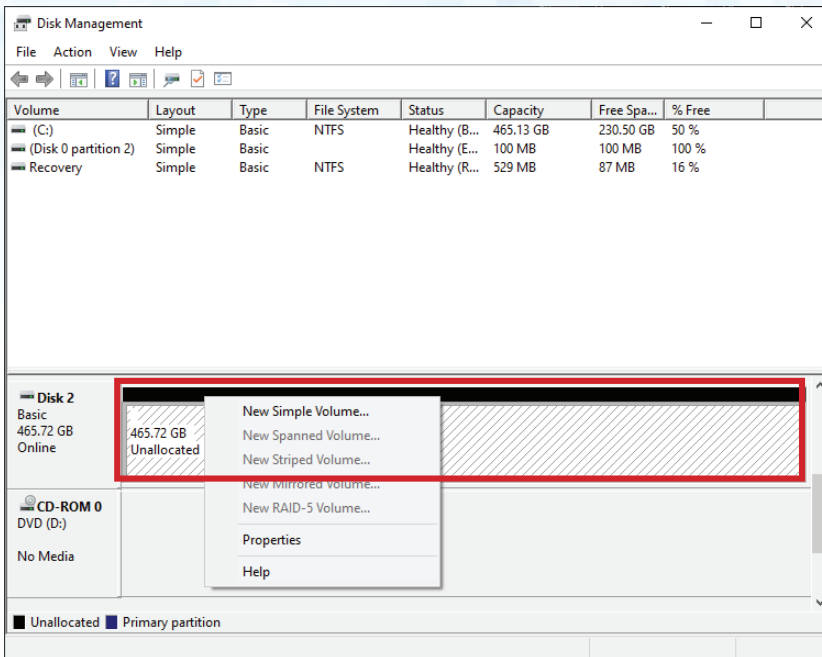 Disk Management
File Action View Help
Volume Layout Type File System Status Capacity Free Spa... % Free
(C:) Simple Basic NTFS Healthy (B... 465.13 GB 230.50 GB 50 %
(Disk 0 partition 2) Simple Basic Healthy (E... 100 MB 100 MB 100 %
Recovery Simple Basic NTFS Healthy (R... 529 MB 87 MB 16 %
Disk 2
Basic
465.72 GB
Online
465.72 GB
Unallocated
New Simple Volume...
New Spanned Volume...
New Striped Volume...
New Mirrored Volume...
New RAID-5 Volume...
Properties
Help
CD-ROM 0
DVD (D:)
No Media
Unallocated Primary partition